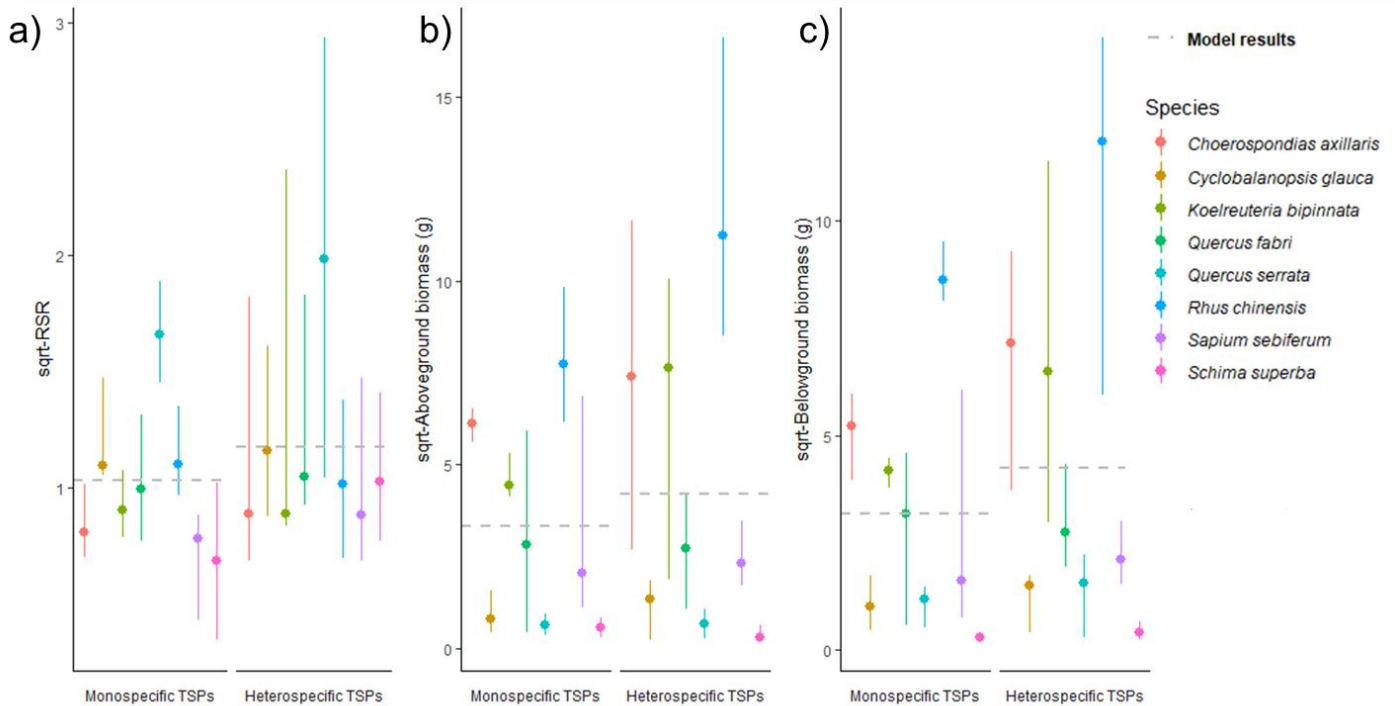 a)
sqrt-RSR
3
2
1
Monospecific TSPs
Heterospecific TSPs
b)
sqrt-Aboveground biomass (g)
15
10
5
0
Monospecific TSPs
Heterospecific TSPs
c)
sqrt-Belowground biomass (g)
10
5
0
Monospecific TSPs
Heterospecific TSPs
Model results
Species
Choerospondias axillaris
Cyclobalanopsis glauca
Koelreuteria bipinnata
Quercus fabri
Quercus serrata
Rhus chinensis
Sapium sebiferum
Schima superba